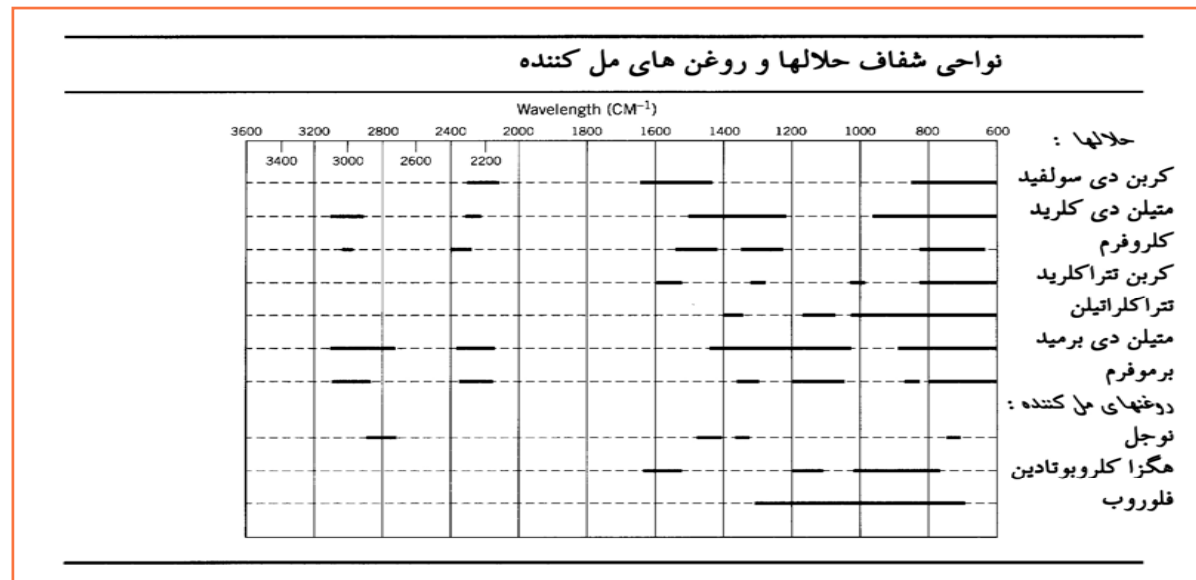 نواحی شفاف حلالها و روغن های مل کننده
Wavelength (CM⁻¹)
3600 3200 2800 2400 2000 1800 1600 1400 1200 1000 800 600
3400 3000 2600 2200
حلالها :
کربن دی سولفید
متیلن دی کلرید
کلروفرم
کربن تتراکلرید
تتراکلراتیلن
متیلن دی برمید
برموفرم
روغنهای مل کننده :
نوجل
هگزا کلروبوتادین
فلوروب